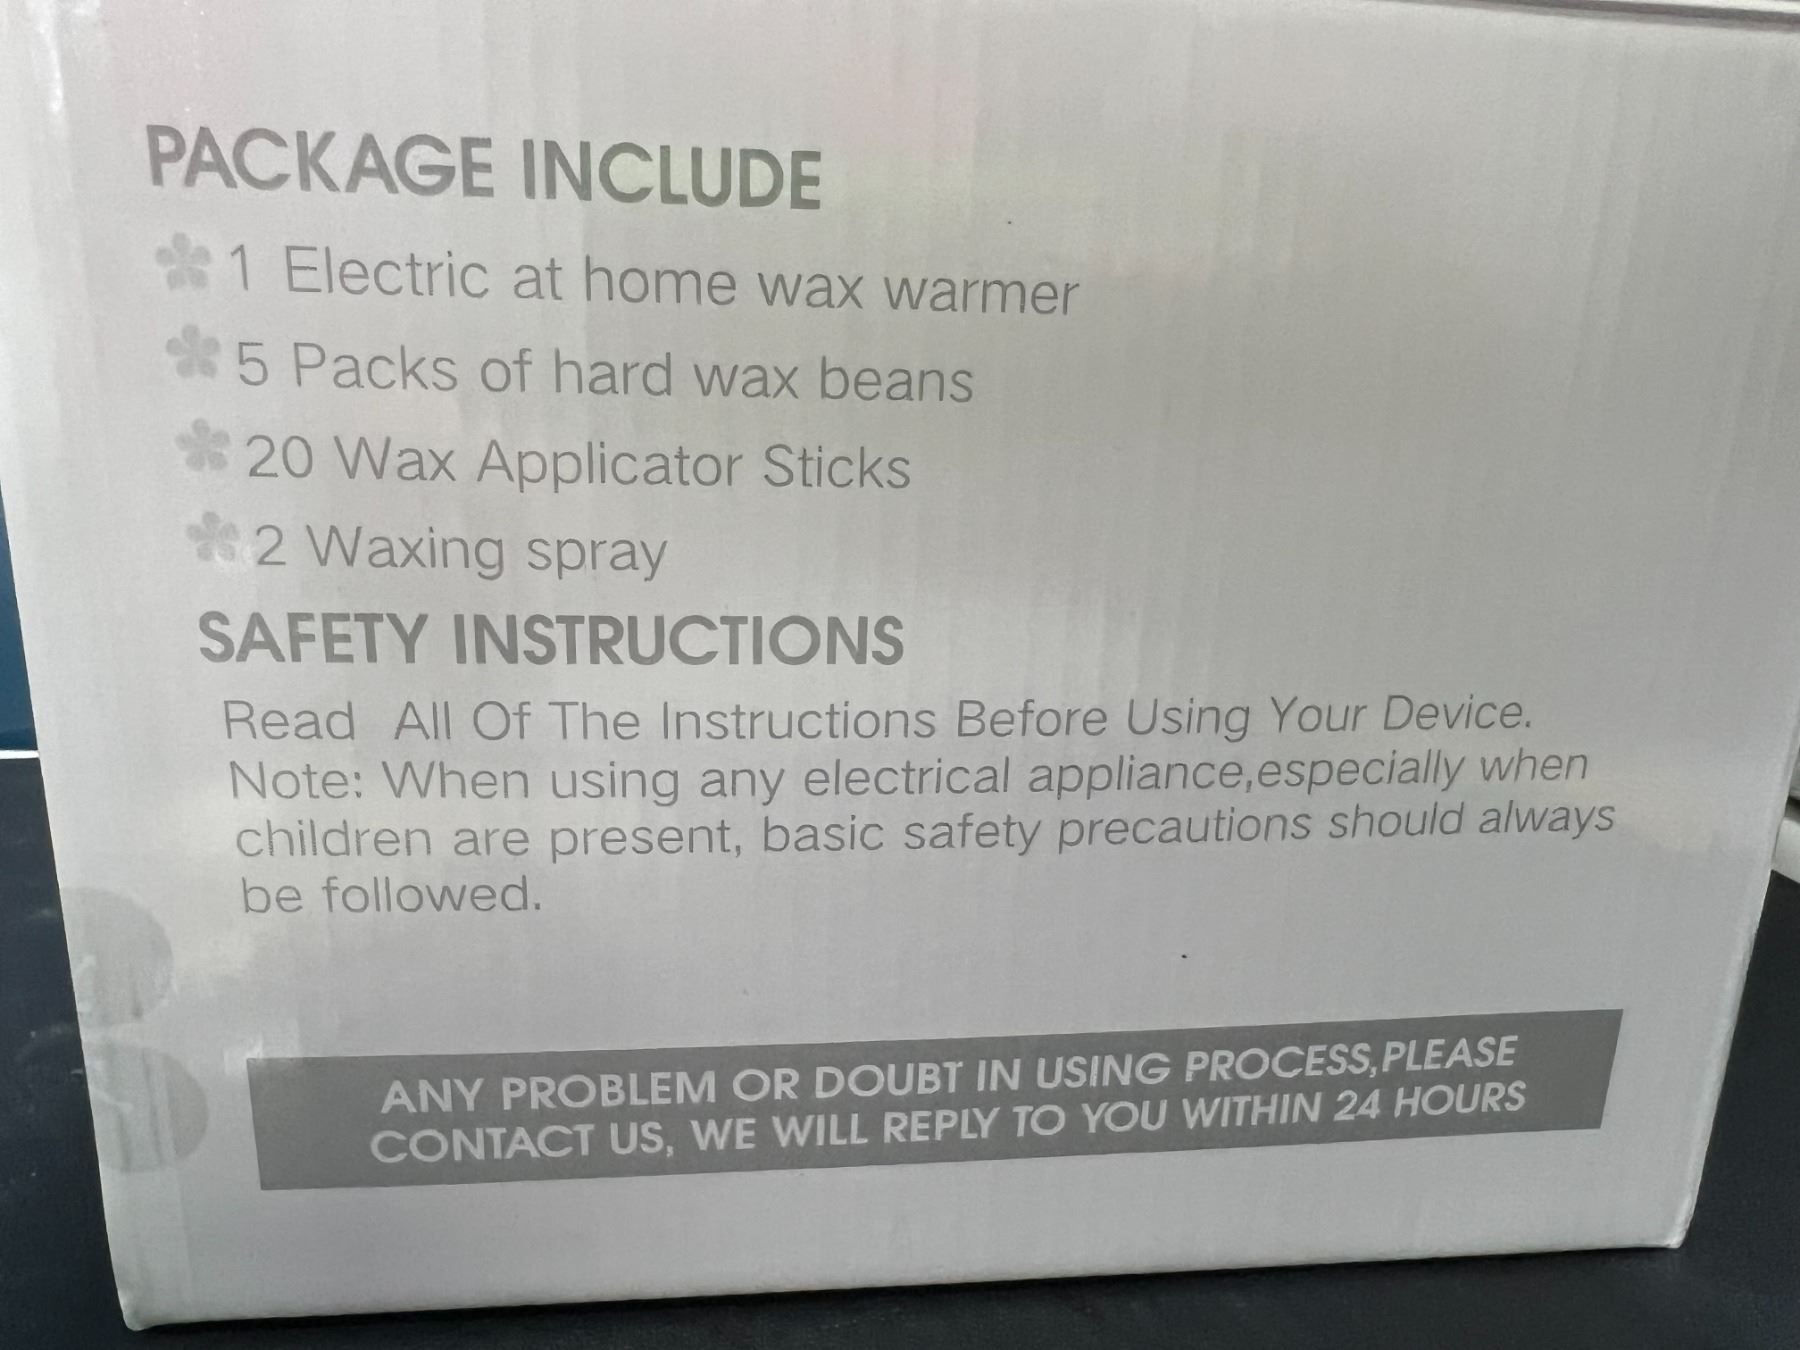 PACKAGE INCLUDE
1 Electric at home wax warmer
5 Packs of hard wax beans
20 Wax Applicator Sticks
2 Waxing spray
SAFETY INSTRUCTIONS
Read All Of The Instructions Before Using Your Device.
Note: When using any electrical appliance,especially when
children are present, basic safety precautions should always
be followed.
ANY PROBLEM OR DOUBT IN USING PROCESS,PLEASE
CONTACT US, WE WILL REPLY TO YOU WITHIN 24 HOURS